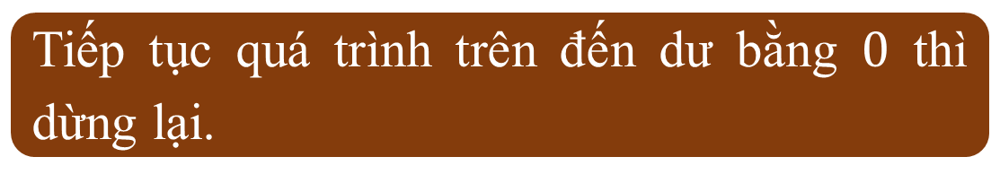 Tiếp tục quá trình trên đến dư bằng 0 thì
dừng lại.